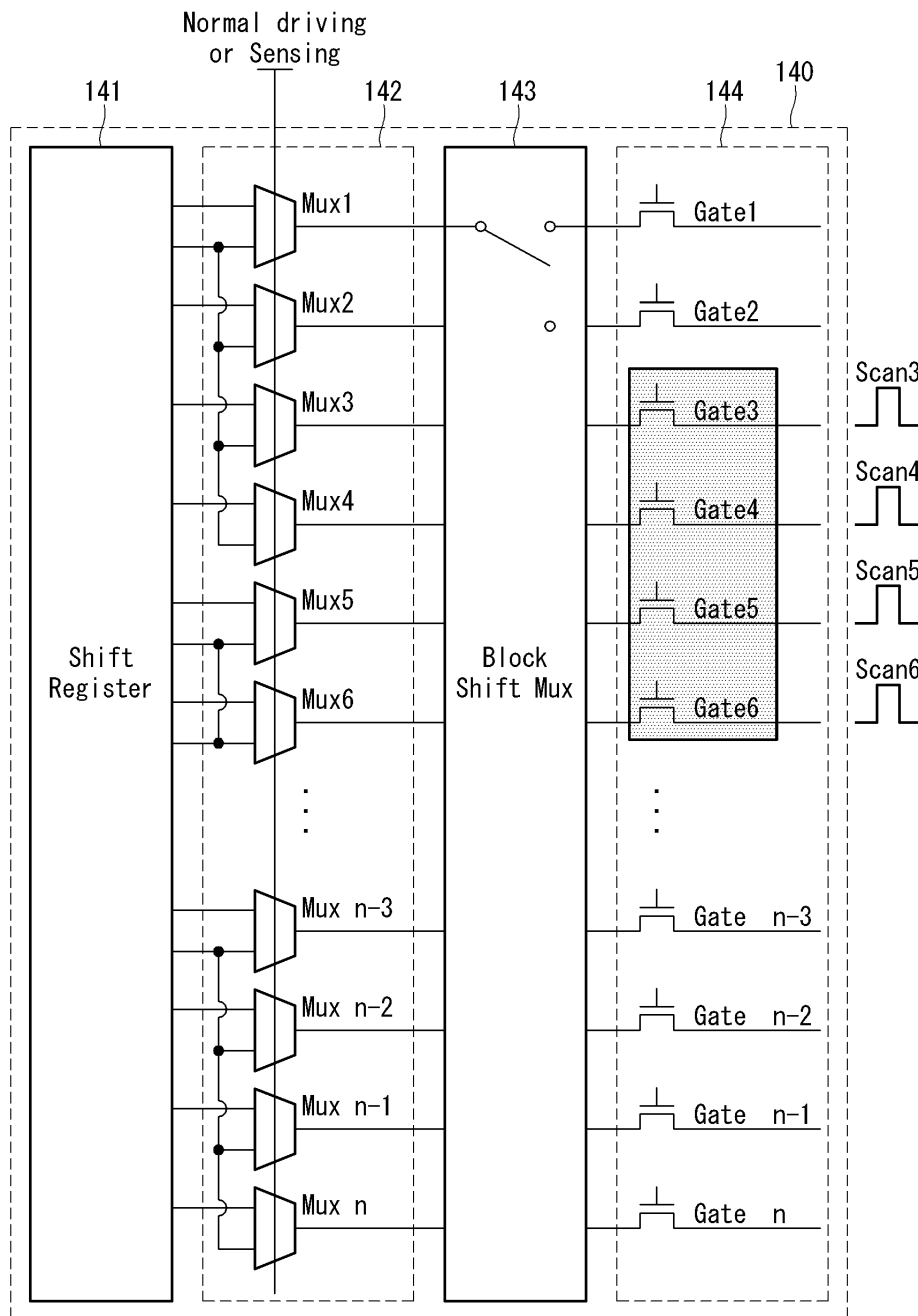 Normal driving
or Sensing
141
142
143
144
140
Mux1
Gate1
Mux2
Gate2
Mux3
Gate3
Scan3
Mux4
Gate4
Scan4
Mux5
Gate5
Scan5
Shift
Register
Block
Shift Mux
Mux6
Gate6
Scan6
Mux n-3
Gate n-3
Mux n-2
Gate n-2
Mux n-1
Gate n-1
Mux n
Gate n